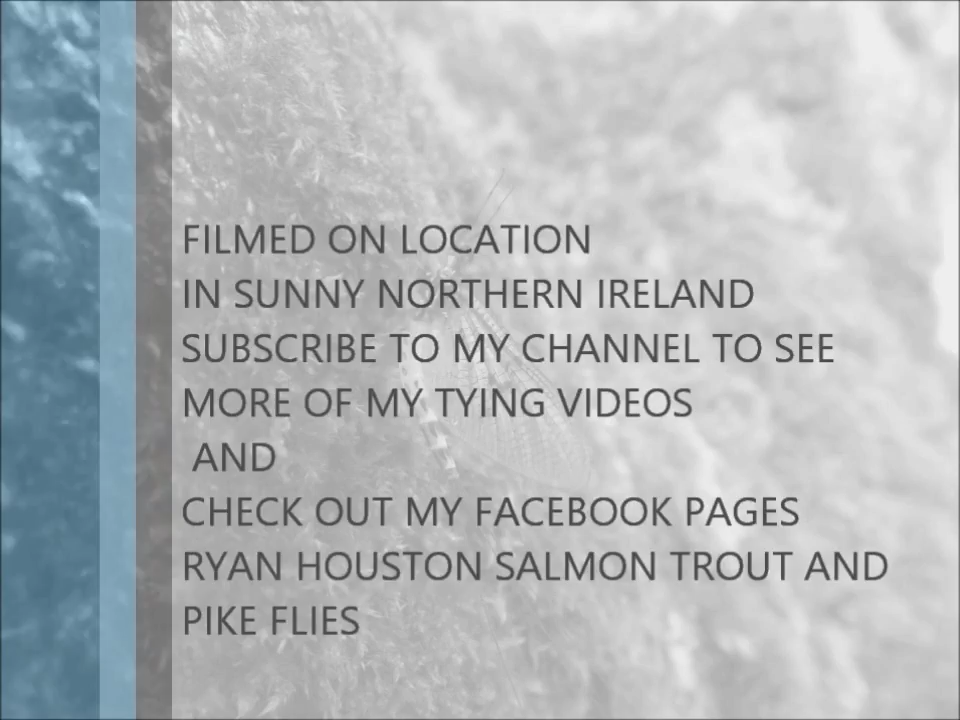 FILMED ON LOCATION
IN SUNNY NORTHERN IRELAND
SUBSCRIBE TO MY CHANNEL TO SEE
MORE OF MY TYING VIDEOS
AND
CHECK OUT MY FACEBOOK PAGES
RYAN HOUSTON SALMON TROUT AND
PIKE FLIES